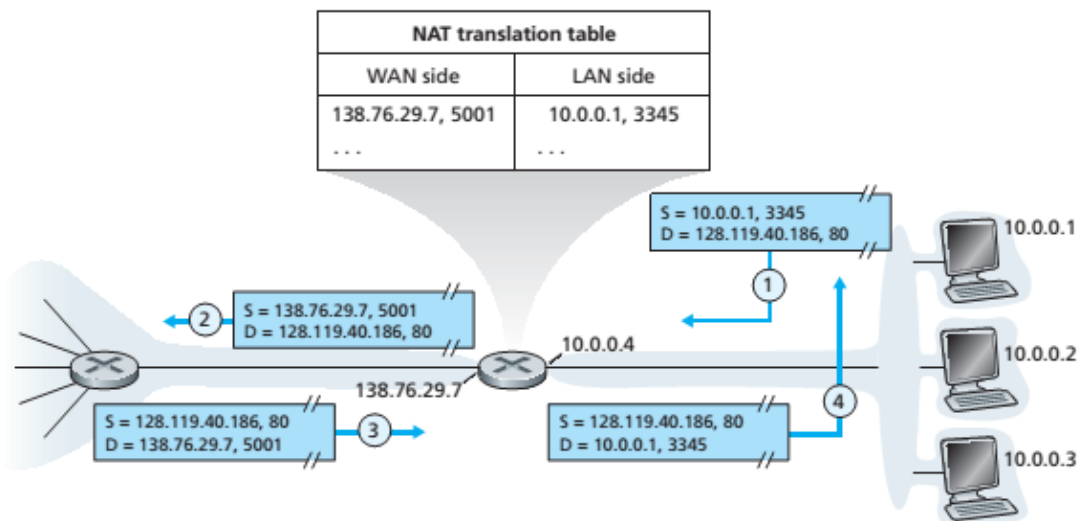 NAT translation table
WAN side LAN side
138.76.29.7, 5001 10.0.0.1, 3345
. . . . . .
S = 10.0.0.1, 3345
D = 128.119.40.186, 80
10.0.0.1
1
2
S = 138.76.29.7, 5001
D = 128.119.40.186, 80
10.0.0.4
10.0.0.2
138.76.29.7
S = 128.119.40.186, 80
D = 138.76.29.7, 5001
3
S = 128.119.40.186, 80
D = 10.0.0.1, 3345
4
10.0.0.3